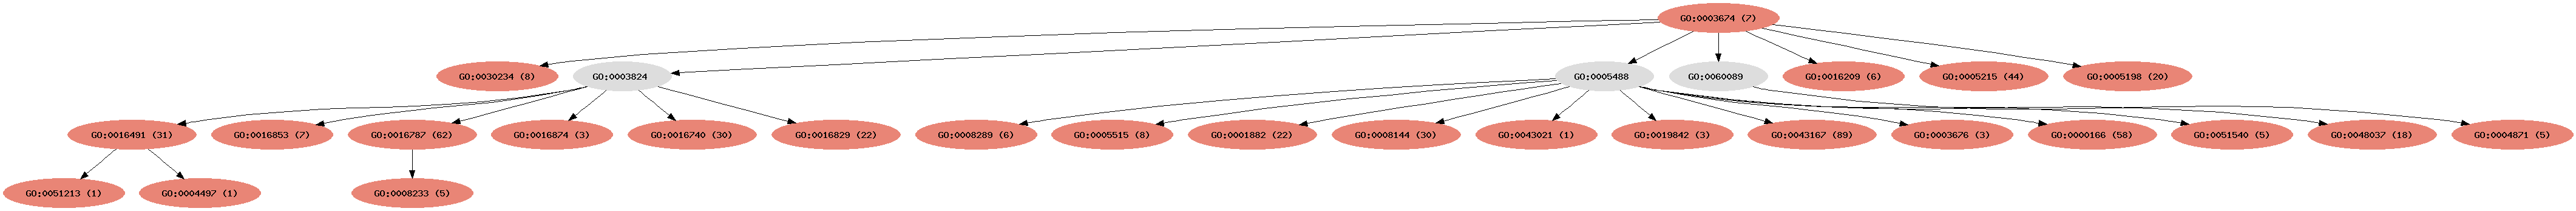 GO:0003674 (7)
GO:0030234 (8)
GO:0003824
GO:0005488
GO:0060089
GO:0016209 (6)
GO:0005215 (44)
GO:0005198 (20)
GO:0016491 (31)
GO:0016853 (7)
GO:0016787 (62)
GO:0016874 (3)
GO:0016740 (30)
GO:0016829 (22)
GO:0008289 (6)
GO:0005515 (8)
GO:0001882 (22)
GO:0008144 (30)
GO:0043021 (1)
GO:0019842 (3)
GO:0043167 (89)
GO:0003676 (3)
GO:0000166 (58)
GO:0051540 (5)
GO:0048037 (18)
GO:0004871 (5)
GO:0051213 (1)
GO:0004497 (1)
GO:0008233 (5)